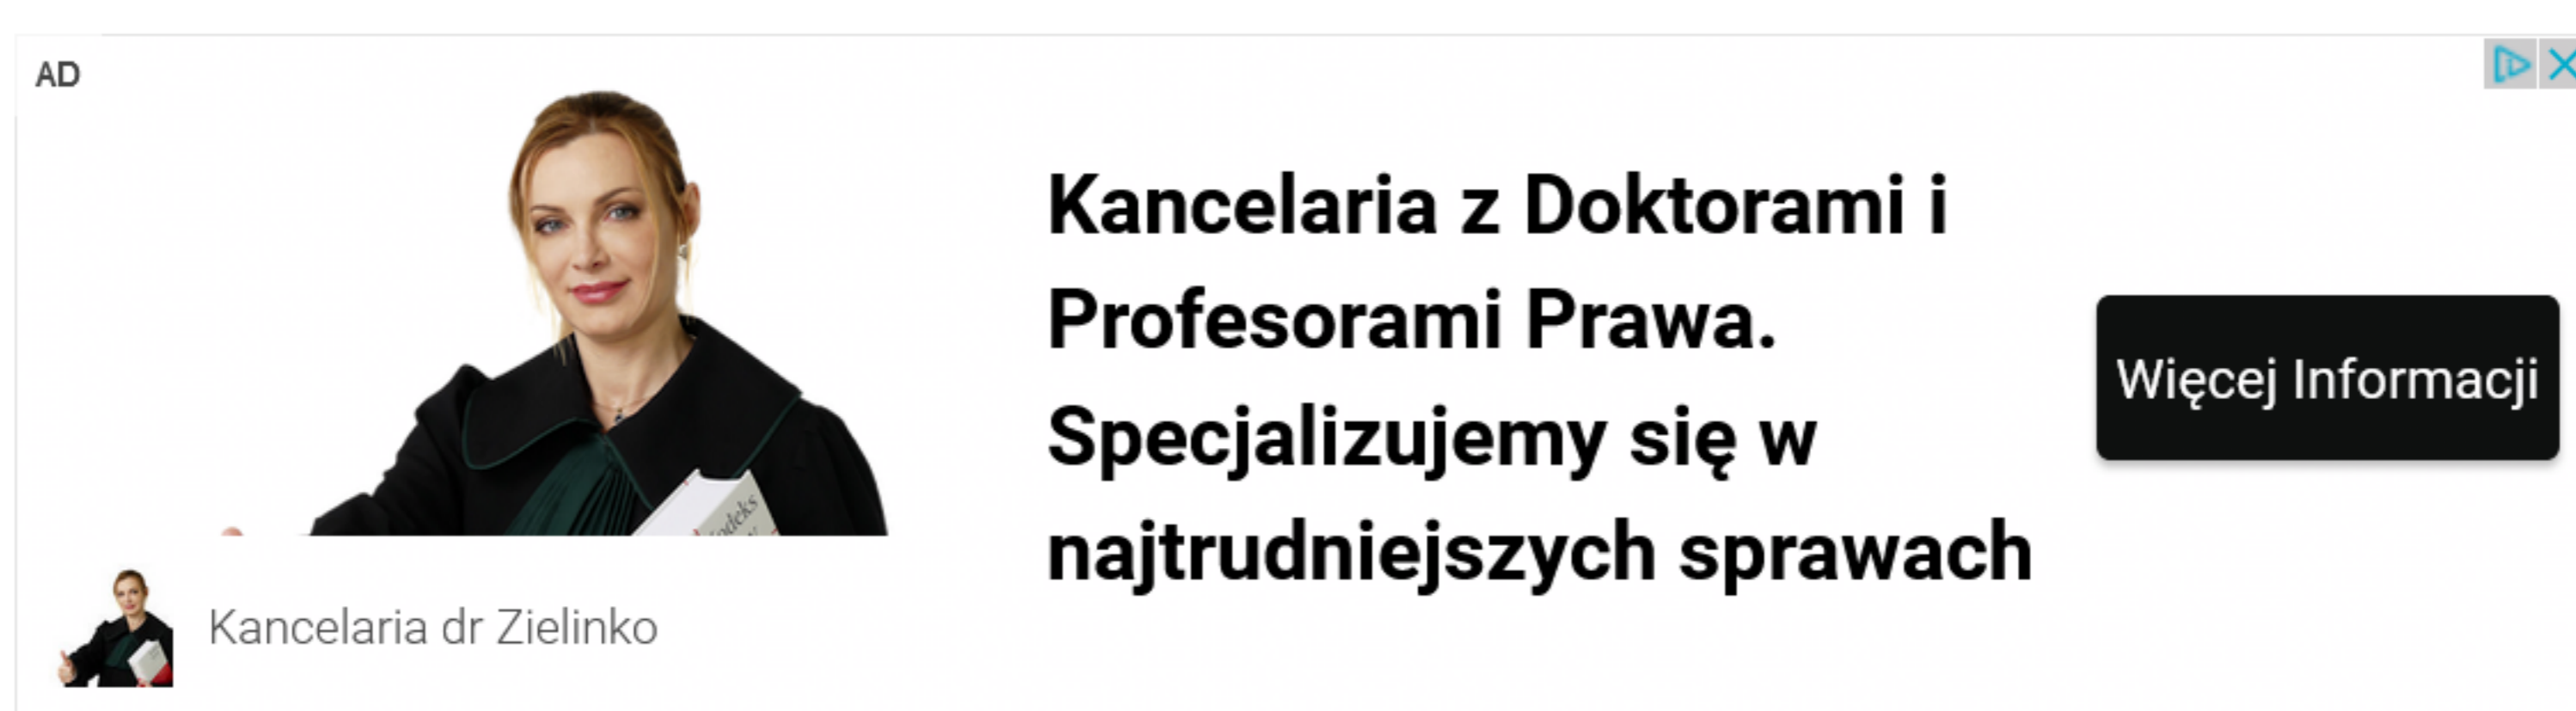 AD
Kancelaria z Doktorami i
Profesorami Prawa.
Specjalizujemy się w
najtrudniejszych sprawach
Więcej Informacji
Kancelaria dr Zielinko